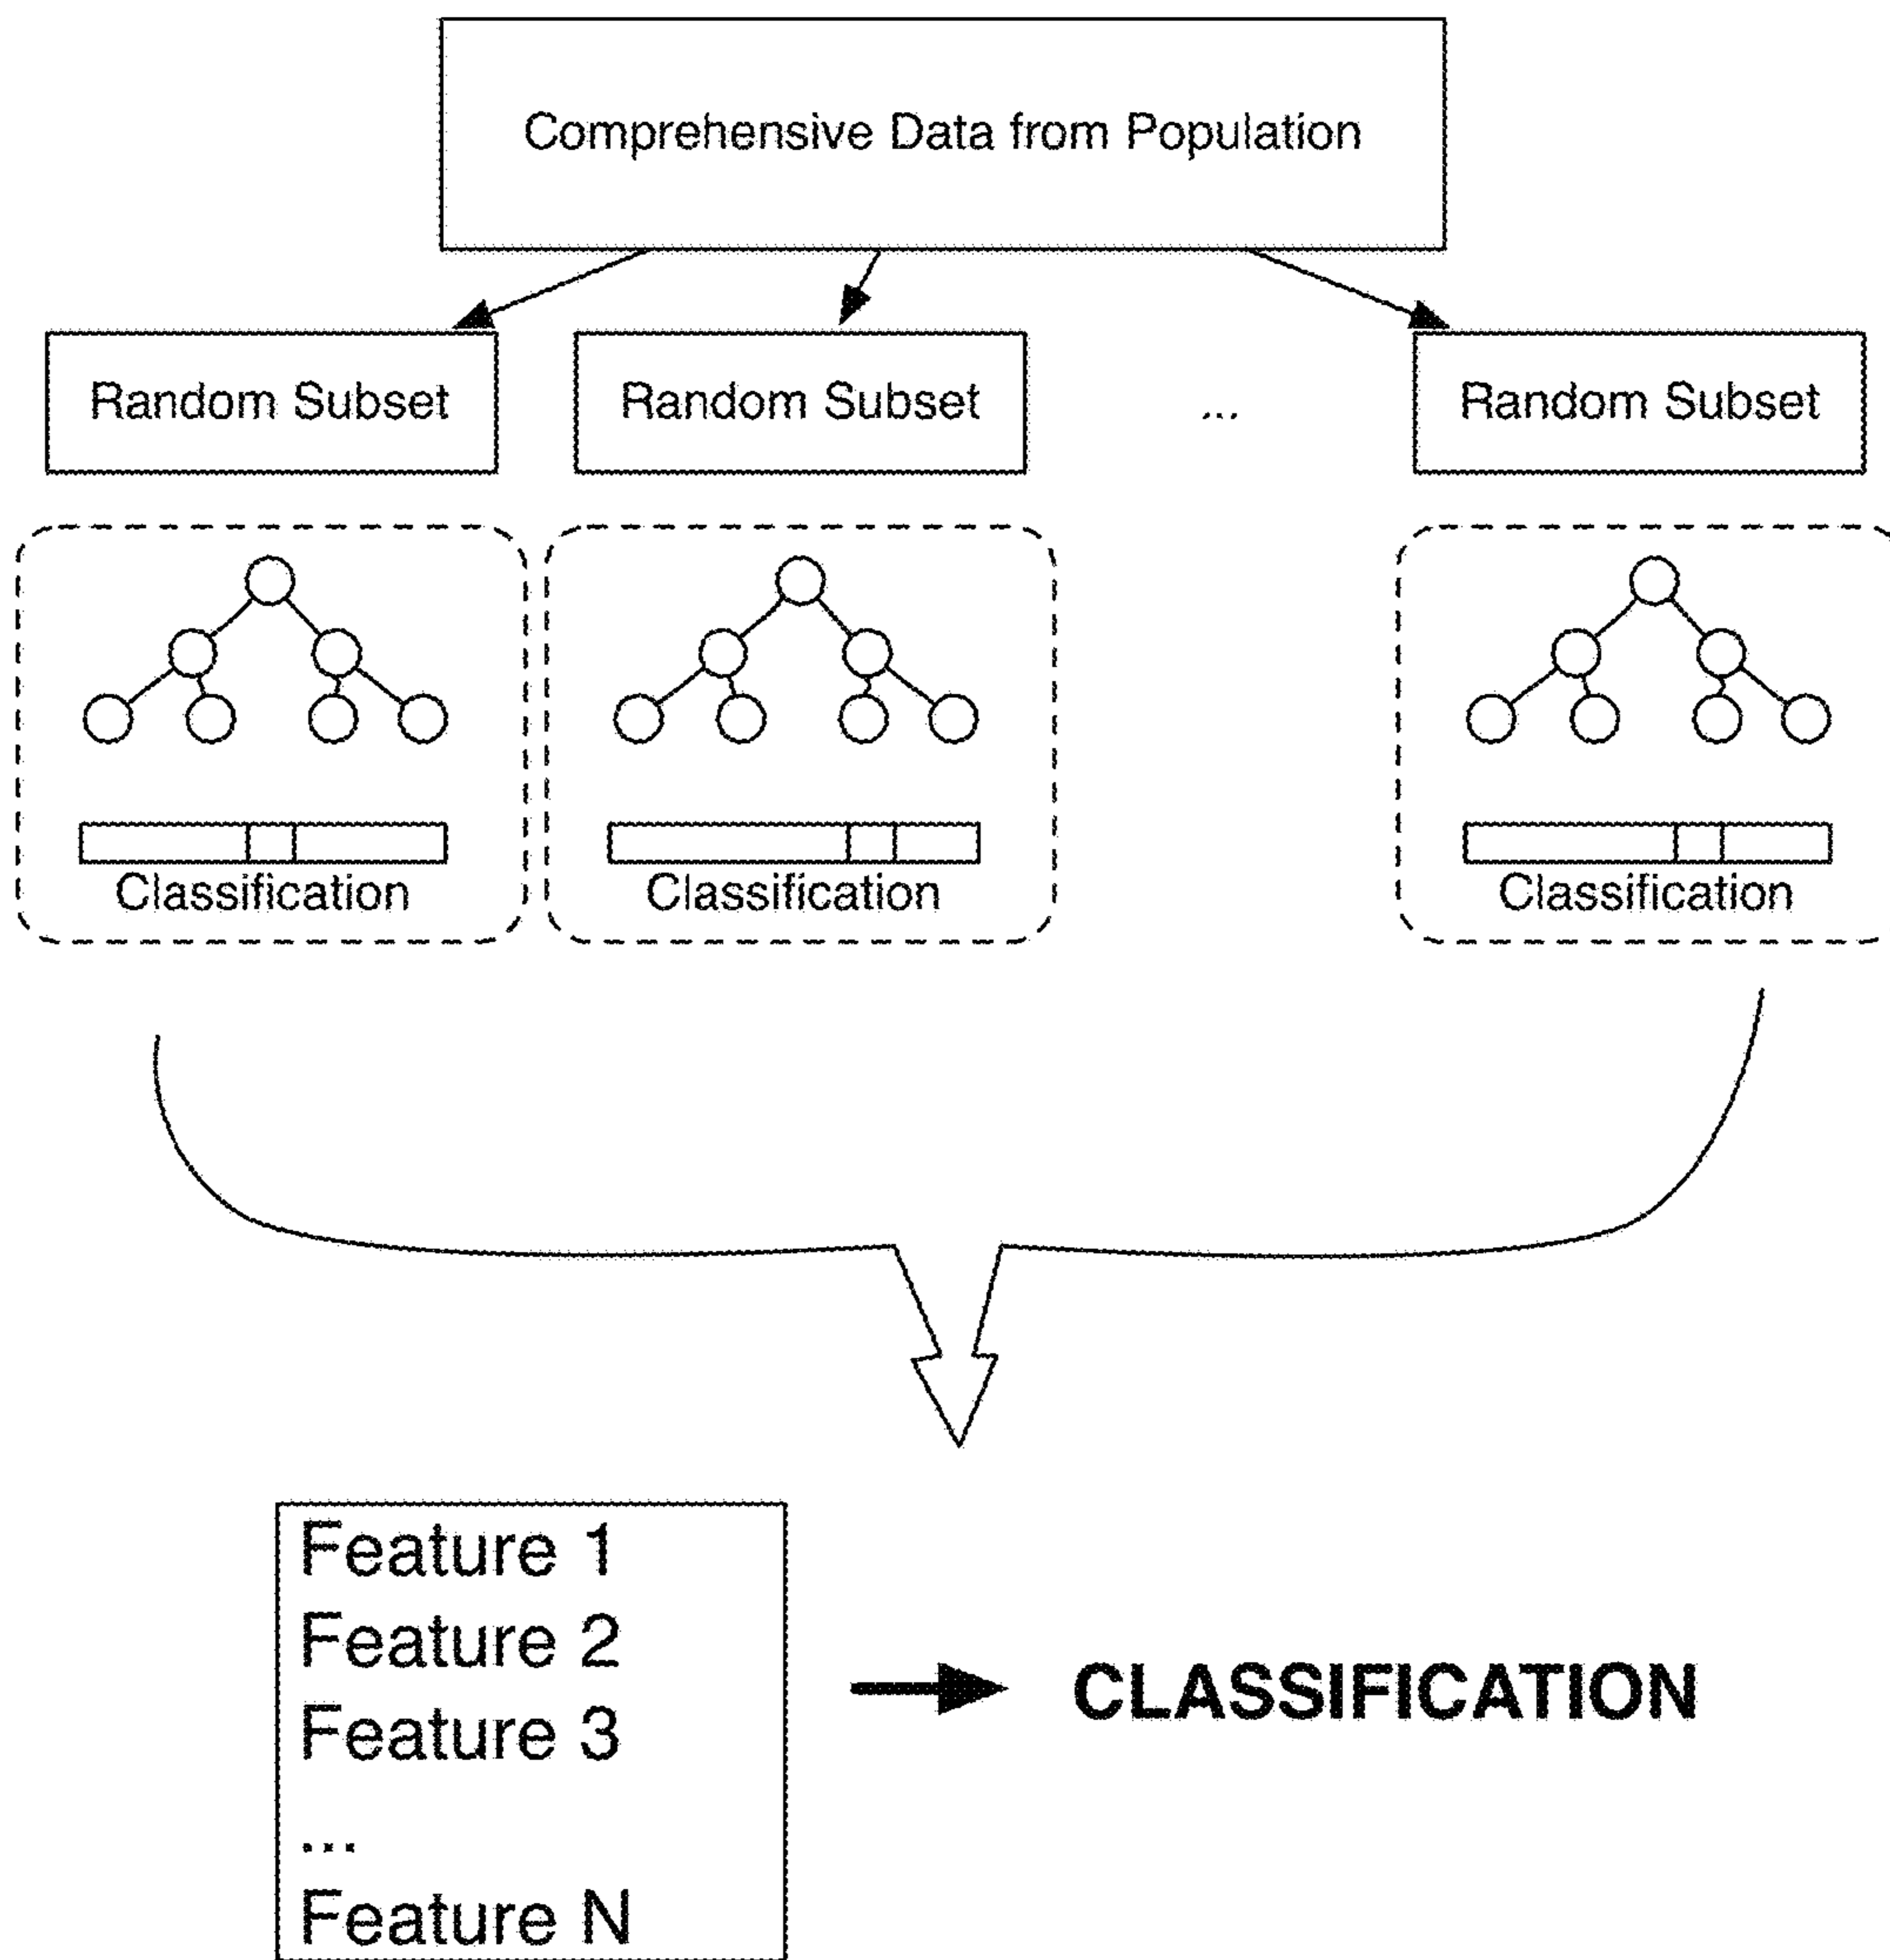 Comprehensive Data from Population
Random Subset
Random Subset
...
Random Subset
Classification
Classification
Classification
Feature 1
Feature 2
Feature 3
...
Feature N
CLASSIFICATION